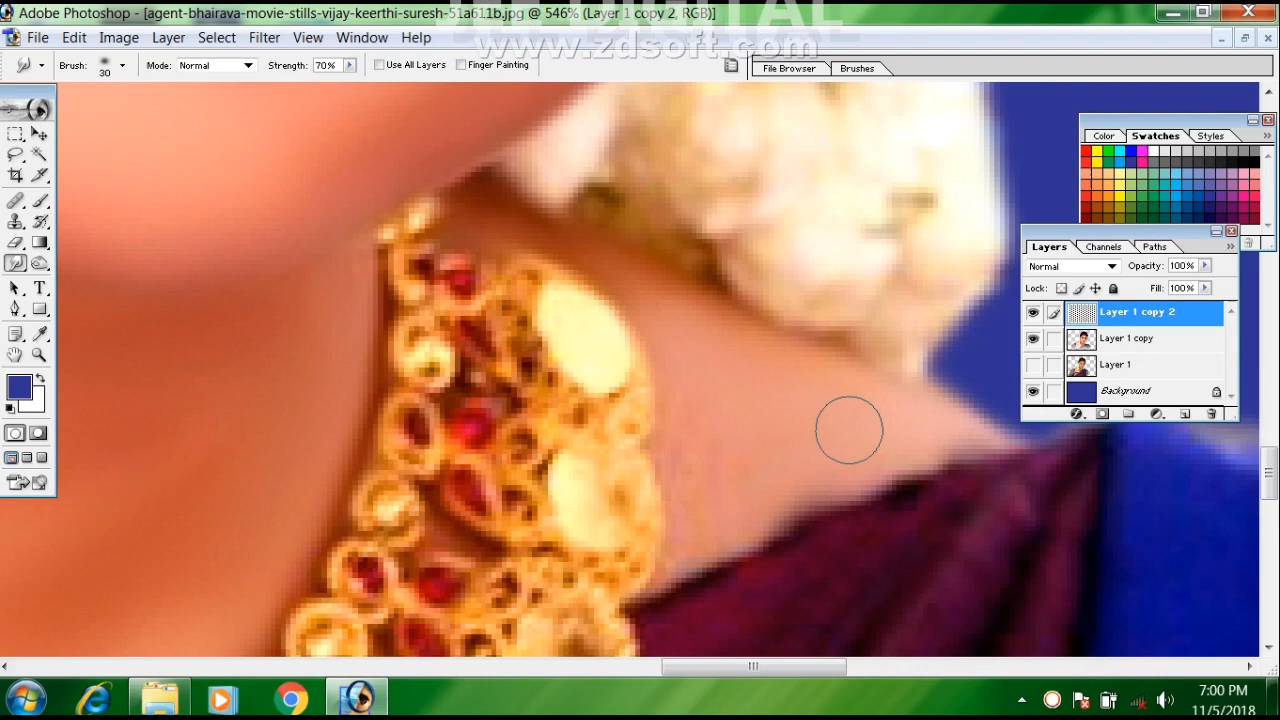 Adobe Photoshop - [agent-bhairava-movie-stills-vijay-keerthi-suresh-51a611b.jpg @ 546% (Layer 1 copy 2, RGB)]
File Edit Image Layer Select Filter View Window Help
www.zdsoft.com
Brush: 30 Mode: Normal Strength: 70% Use All Layers Finger Painting File Browser Brushes
Color Swatches Styles
Layers Channels Paths
Normal Opacity: 100%
Lock: Fill: 100%
Layer 1 copy 2
Layer 1 copy
Layer 1
Background
7:00 PM
11/5/2018